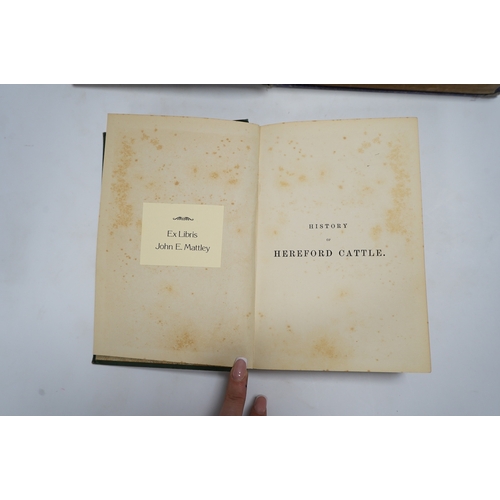 Ex Libris
John E. Mattley
HISTORY
OF
HEREFORD CATTLE.